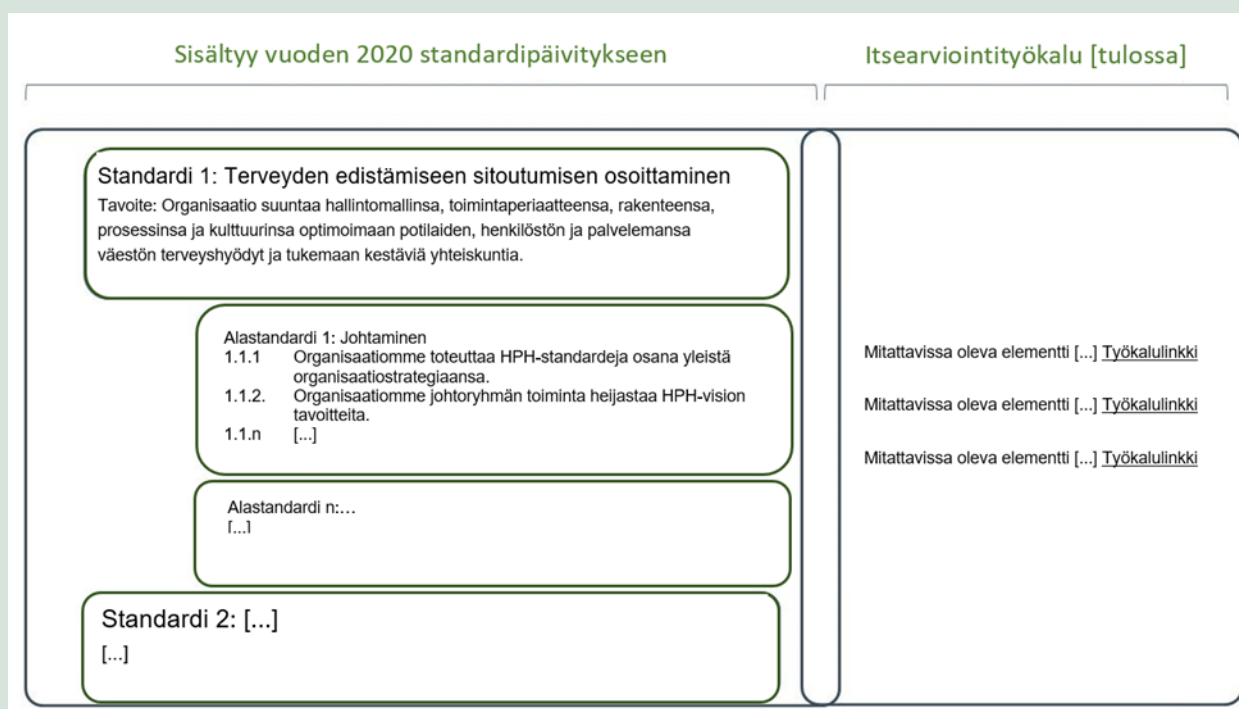 Sisältyy vuoden 2020 standardipäivitykseen
Itsearviointityökalu [tulossa]
Standardi 1: Terveyden edistämiseen sitoutumisen osoittaminen
Tavoite: Organisaatio suuntaa hallintomallinsa, toimintaperiaatteensa, rakenteensa,
prosessinsa ja kulttuurinsa optimoimaan potilaiden, henkilöstön ja palvelemansa
väestön terveyshyödyt ja tukemaan kestäviä yhteiskuntia.
Alastandardi 1: Johtaminen
1.1.1 Organisaatiomme toteuttaa HPH-standardeja osana yleistä
organisaatiostrategiaansa.
1.1.2. Organisaatiomme johtoryhmän toiminta heijastaa HPH-vision
tavoitteita.
1.1.n [...]
Alastandardi n:...
[...]
Standardi 2: [...]
[...]
Mitattavissa oleva elementti [...] Työkalulinkki
Mitattavissa oleva elementti [...] Työkalulinkki
Mitattavissa oleva elementti [...] Työkalulinkki